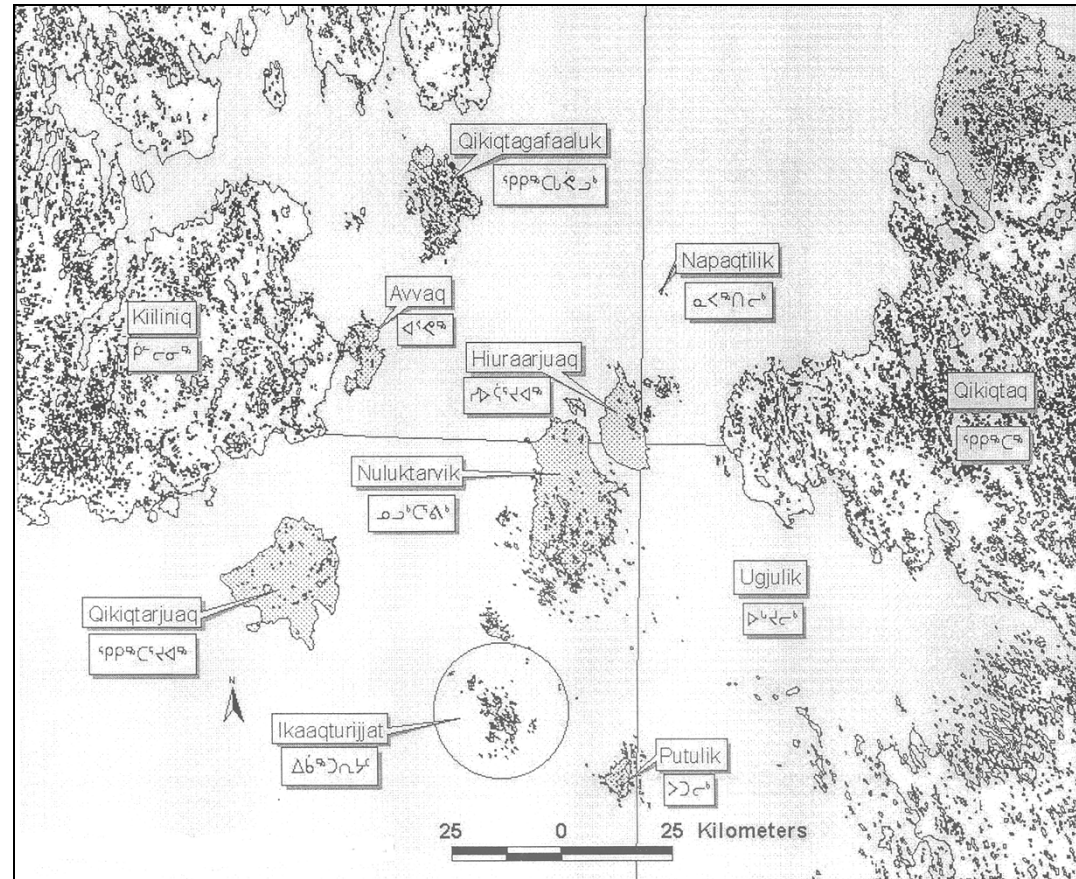 Qikiqtagafaaluk
ᕿᑭᖅᑕᒐᕚᓗᒃ
Napaqtilik
ᓇᐸᖅᑎᓕᒃ
Avvaq
ᐊᕝᕙᖅ
Kiiliniq
ᑮᓕᓂᖅ
Hiuraarjuaq
ᓯᐅᕌᕐᔪᐊᖅ
Qikiqtaq
ᕿᑭᖅᑕᖅ
Nuluktarvik
ᓄᓗᒃᑕᕐᕕᒃ
Ugjulik
ᐅᒡᔪᓕᒃ
Qikiqtarjuaq
ᕿᑭᖅᑕᕐᔪᐊᖅ
N
Ikaaqturijjat
Putulik
ᐳᑐᓕᒃ
25 0 25 Kilometers